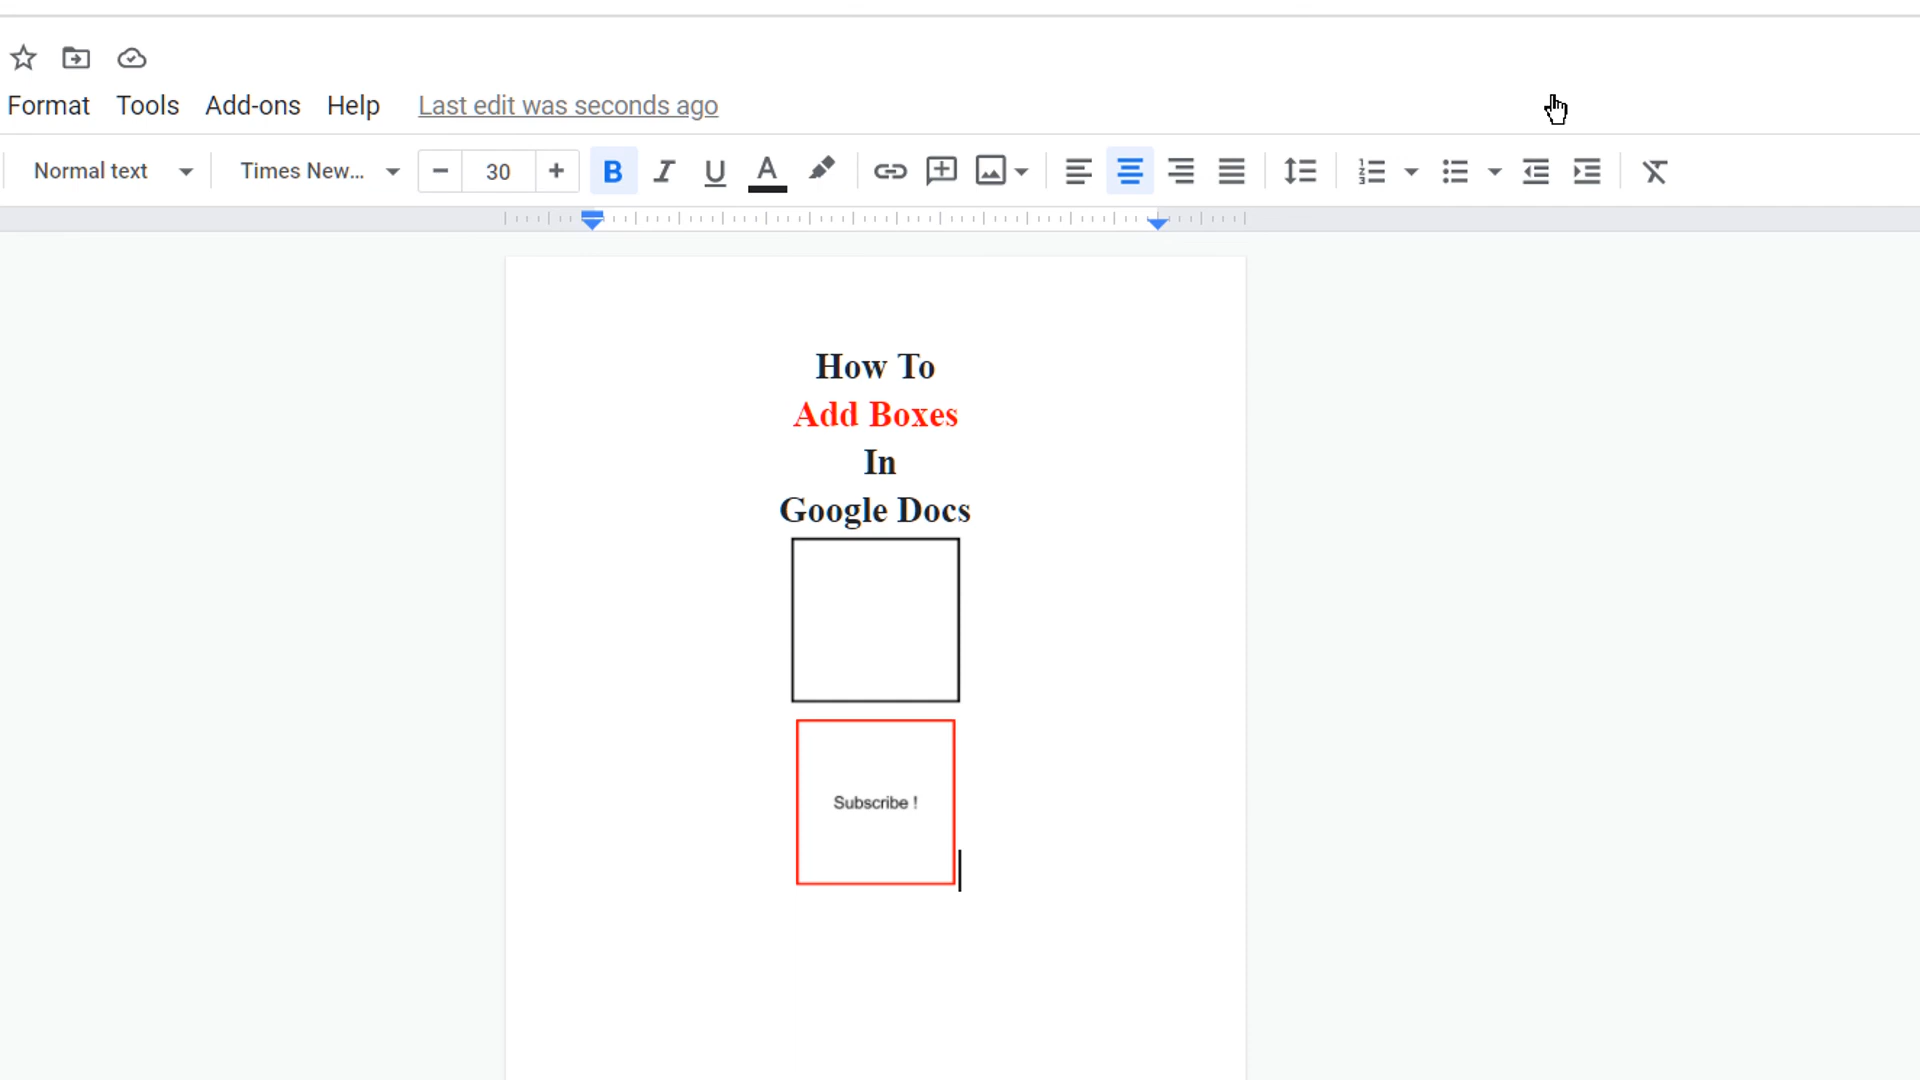 Format Tools Add-ons Help Last edit was seconds ago
Normal text Times New... − 30 + B I U A
How To
Add Boxes
In
Google Docs
Subscribe !